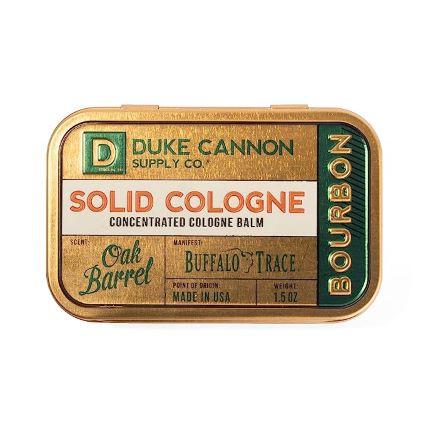 D
DUKE CANNON
SUPPLY CO.
SOLID COLOGNE
CONCENTRATED COLOGNE BALM
SCENT:
Oak
Barrel
MANIFEST:
BUFFALO TRACE
POINT OF ORIGIN:
MADE IN USA
WEIGHT:
1.5 OZ
BOURBON